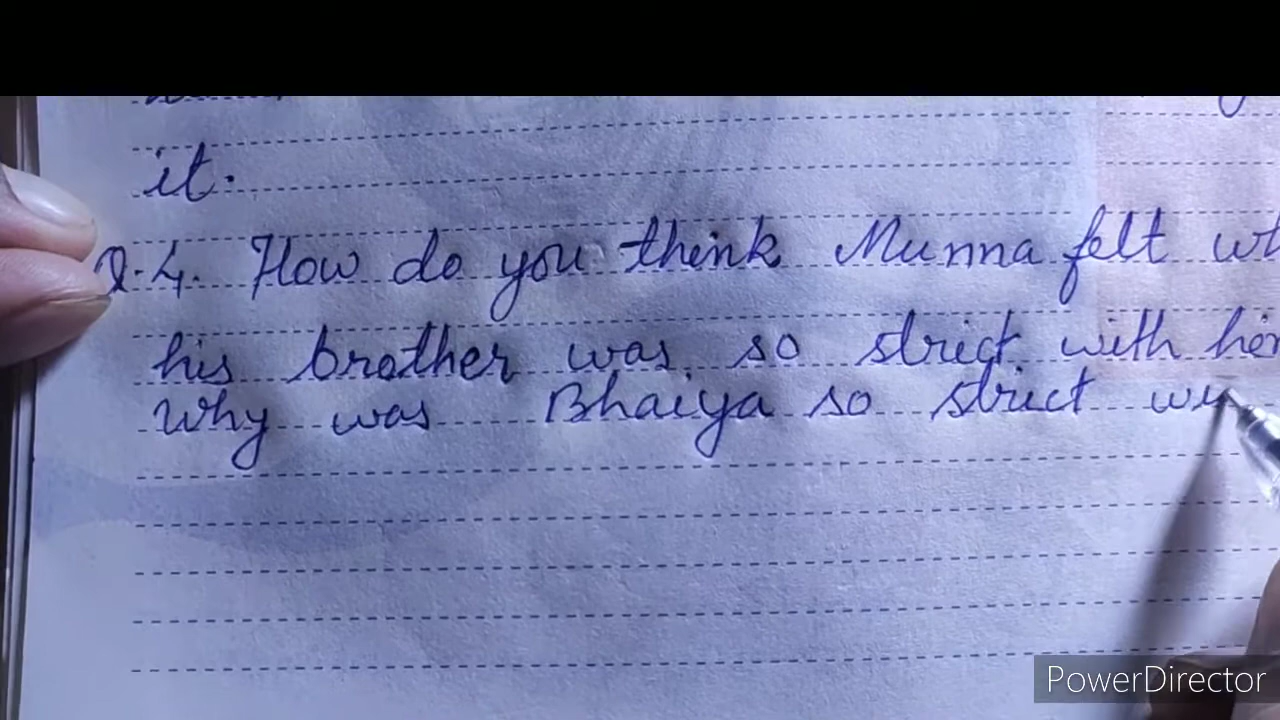 it.
Q.4. How do you think Munna felt
his brother was so strict with
Why was Bhaiya so strict
PowerDirector